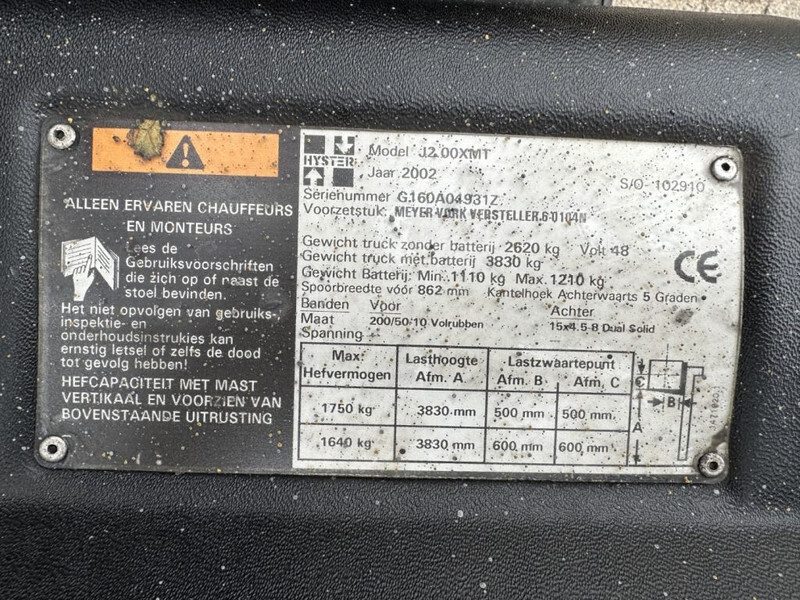 ALLEEN ERVAREN CHAUFFEURS
EN MONTEURS
Lees de
Gebruiksvoorschriften
die zich op of naast de
stoel bevinden.
Het niet opvolgen van gebruiks-,
inspektie- en
onderhoudsinstrukies kan
ernstig letsel of zelfs de dood
tot gevolg hebben!
HEFCAPACITEIT MET MAST
VERTIKAAL EN VOORZIEN VAN
BOVENSTAANDE UITRUSTING
HYSTER
Model J2.00XMT
Jaar 2002
S/O 102910
Serienummer G160A04931Z
Voorzetstuk: MEYER VORK VERSTELLER 6-0104N
Gewicht truck zonder batterij 2620 kg Volt 48
Gewicht truck met batterij 3830 kg
Gewicht Batterij: Min. 1110 kg Max. 1210 kg
Spoorbreedte vóór 862 mm Kantelhoek Achterwaarts 5 Graden
CE
Banden Voor Achter
Maat 200/50-10 Volrubben 15x4.5-8 Dual Solid
Spanning
Max: Hefvermogen Lasthoogte Afm. A Lastzwaartepunt Afm. B Afm. C
1750 kg 3830 mm 500 mm 500 mm
1640 kg 3830 mm 600 mm 600 mm
C
B
A